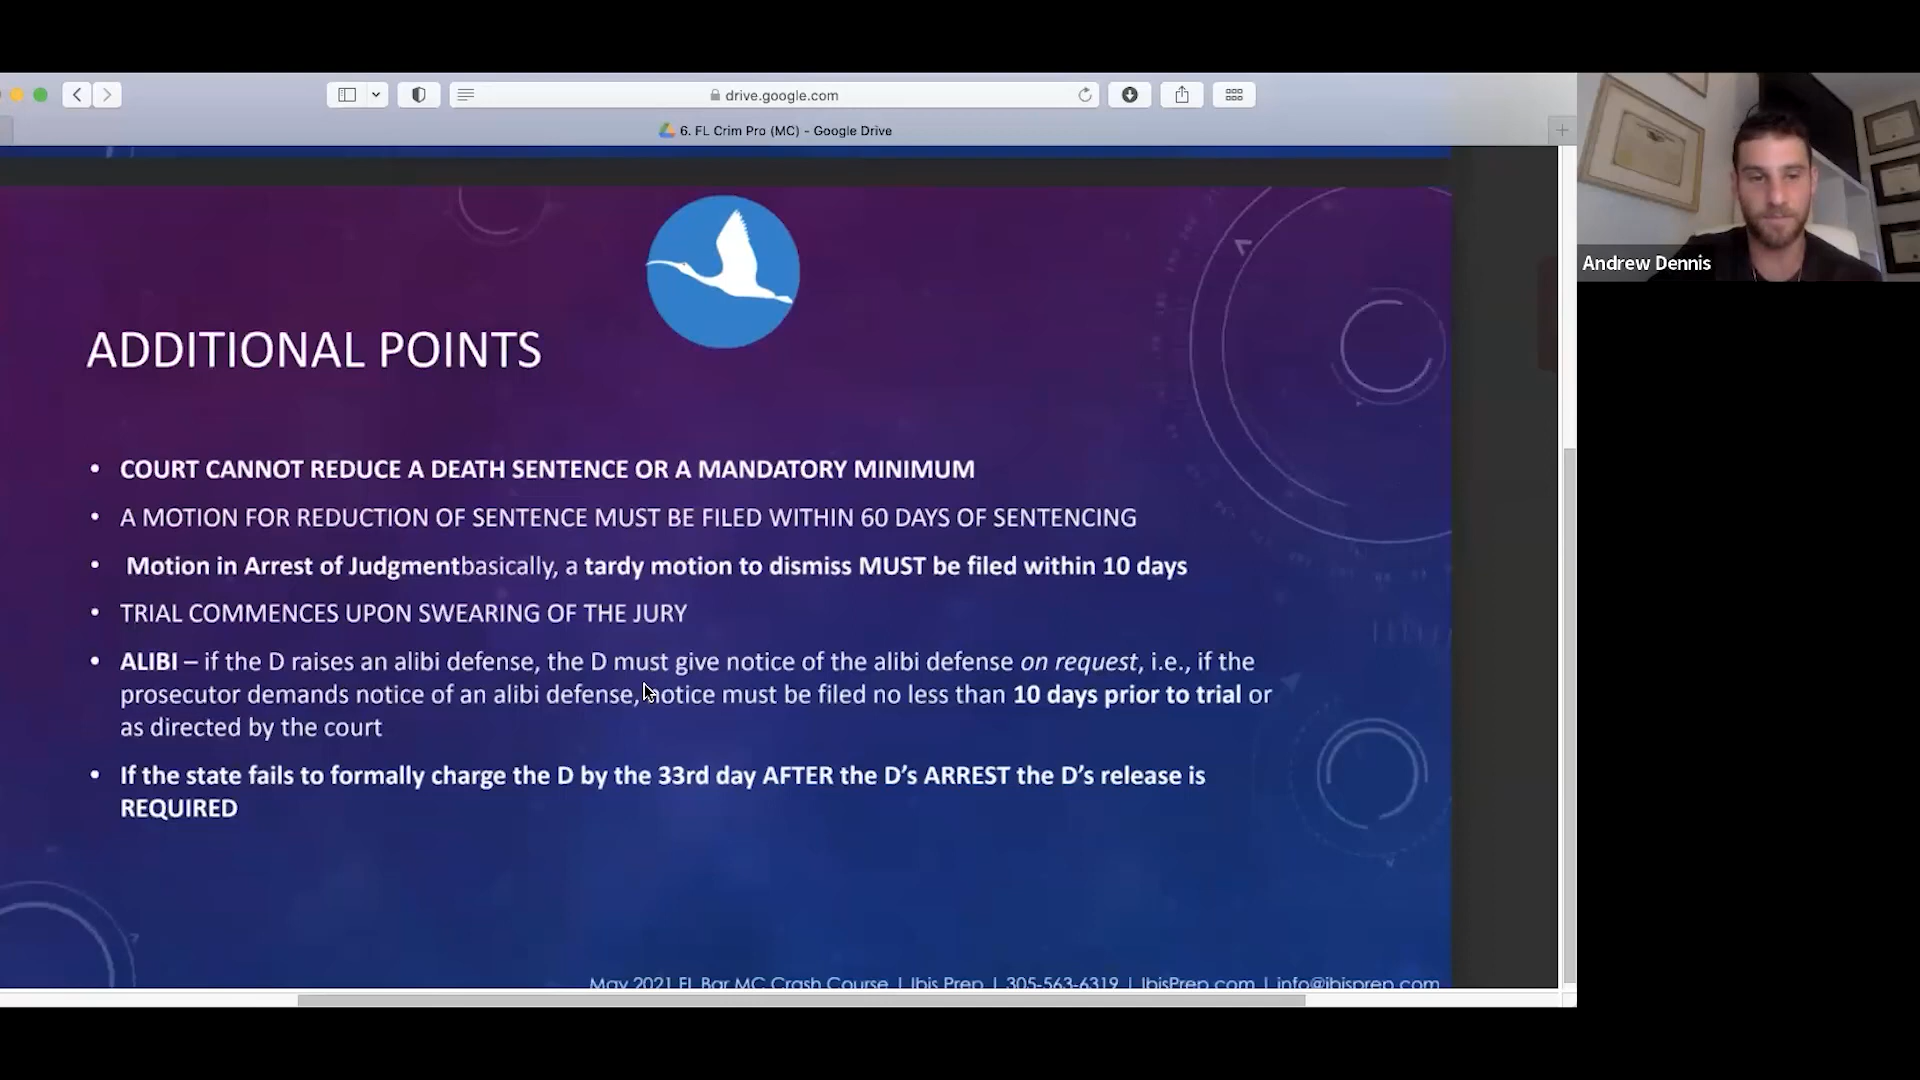 drive.google.com
6. FL Crim Pro (MC) - Google Drive
Andrew Dennis
ADDITIONAL POINTS
• COURT CANNOT REDUCE A DEATH SENTENCE OR A MANDATORY MINIMUM
• A MOTION FOR REDUCTION OF SENTENCE MUST BE FILED WITHIN 60 DAYS OF SENTENCING
• Motion in Arrest of Judgmentbasically, a tardy motion to dismiss MUST be filed within 10 days
• TRIAL COMMENCES UPON SWEARING OF THE JURY
• ALIBI – if the D raises an alibi defense, the D must give notice of the alibi defense on request, i.e., if the
prosecutor demands notice of an alibi defense, notice must be filed no less than 10 days prior to trial or
as directed by the court
• If the state fails to formally charge the D by the 33rd day AFTER the D's ARREST the D's release is
REQUIRED
May 2021 FL Bar MC Crash Course | Ibis Prep | 305-563-6319 | IbisPrep.com | info@ibisprep.com